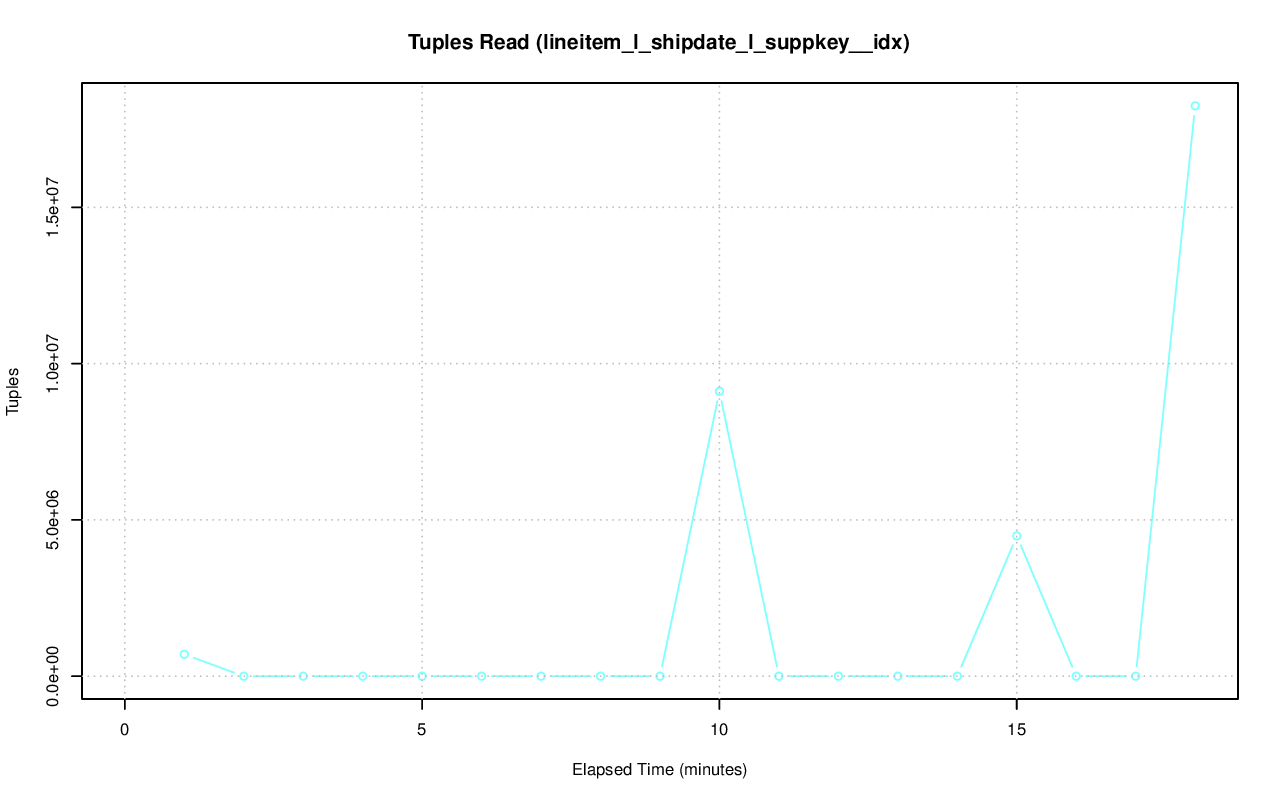 Tuples Read (lineitem_l_shipdate_l_suppkey__idx)
Tuples
1.5e+07
1.0e+07
5.0e+06
0.0e+00
0 5 10 15
Elapsed Time (minutes)